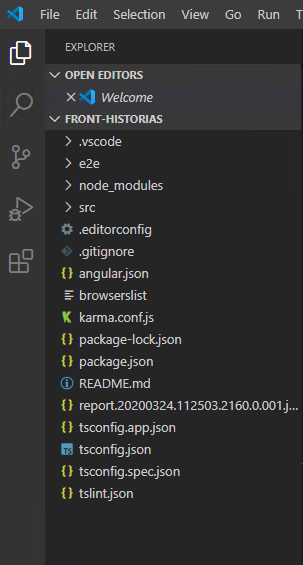 File Edit Selection View Go Run T
EXPLORER
OPEN EDITORS
Welcome
FRONT-HISTORIAS
.vscode
e2e
node_modules
src
.editorconfig
.gitignore
{} angular.json
browserslist
karma.conf.js
{} package-lock.json
{} package.json
README.md
{} report.20200324.112503.2160.0.001.j...
{} tsconfig.app.json
TS tsconfig.json
{} tsconfig.spec.json
{} tslint.json